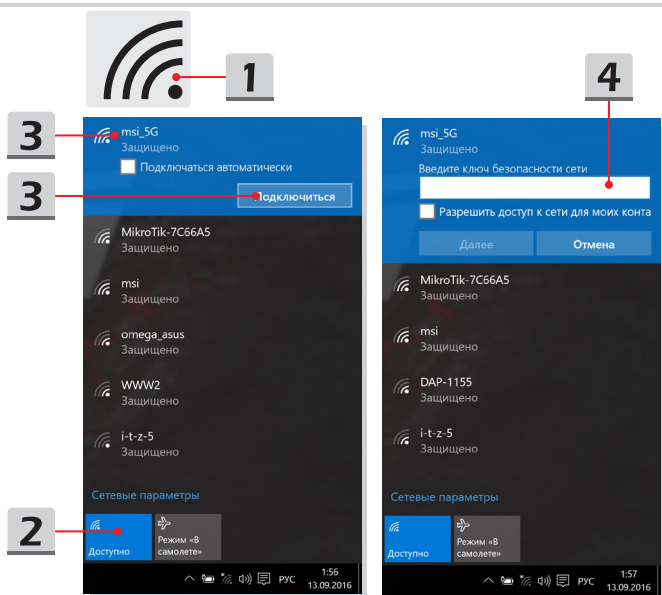 1
3
msi_5G
Защищено
Подключаться автоматически
3
Подключиться
MikroTik-7C66A5
Защищено
msi
Защищено
omega_asus
Защищено
WWW2
Защищено
i-t-z-5
Защищено
Сетевые параметры
2
Доступно
Режим «В
самолете»
РУС
1:56
13.09.2016
4
msi_5G
Защищено
Введите ключ безопасности сети
Разрешить доступ к сети для моих конта
Далее
Отмена
MikroTik-7C66A5
Защищено
msi
Защищено
DAP-1155
Защищено
i-t-z-5
Защищено
Сетевые параметры
Доступно
Режим «В
самолете»
РУС
1:57
13.09.2016